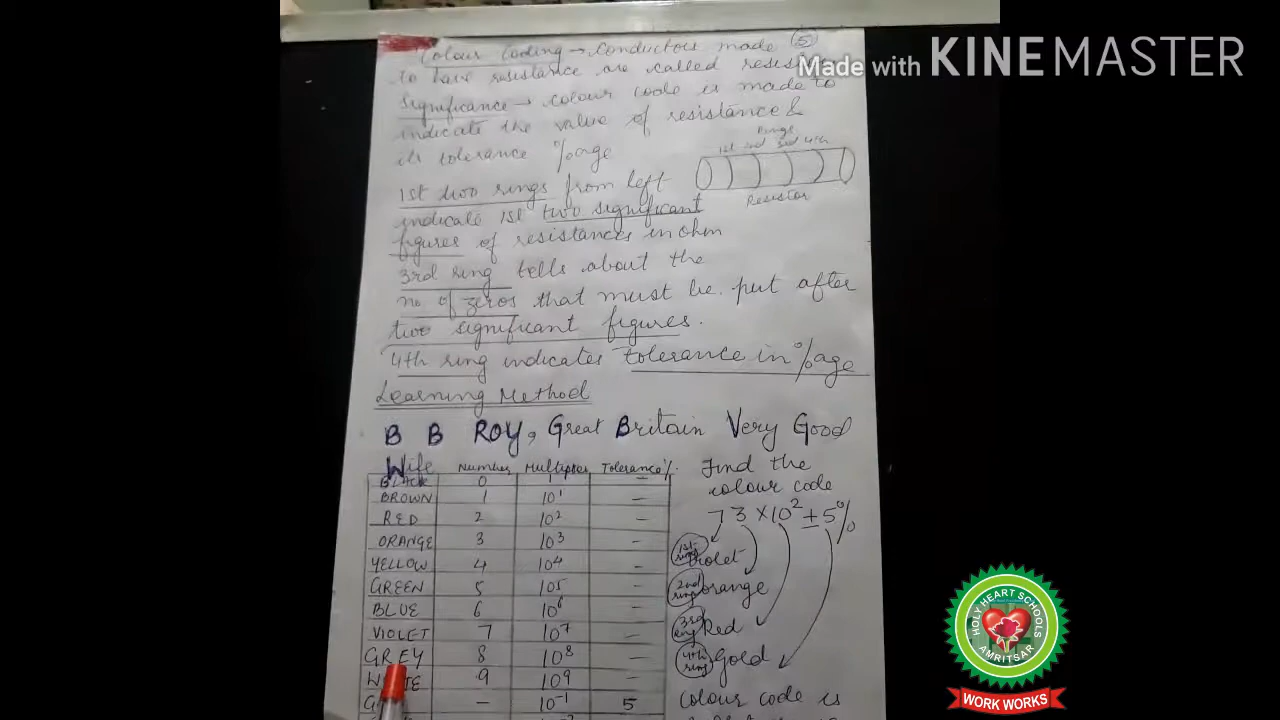 Colour Coding → Conductors made 5
to have resistance are called resist
Significance → colour code is made to
indicate the value of resistance &
its tolerance %age
Rings
1st 2nd 3rd 4th
Resistor
1st two rings from left
indicate 1st two significant
figures of resistances in ohm
3rd ring tells about the
no. of zeros that must be put after
two significant figures.
4th ring indicates tolerance in %age
Learning Method
B B ROY, Great Britain Very Good
Wife Number Multiplier Tolerance %
BLACK 0 1 –
BROWN 1 10¹ –
RED 2 10² –
ORANGE 3 10³ –
YELLOW 4 10⁴ –
GREEN 5 10⁵ –
BLUE 6 10⁶ –
VIOLET 7 10⁷ –
GREY 8 10⁸ –
9 10⁹ –
– 10⁻¹ 5
Find the
colour code
73 × 10² ± 5%
1st ring Violet
2nd ring orange
3rd ring Red
4th ring Gold
Colour code is
Made with KINEMASTER
HOLY HEART SCHOOLS
AMRITSAR
WORK WORKS